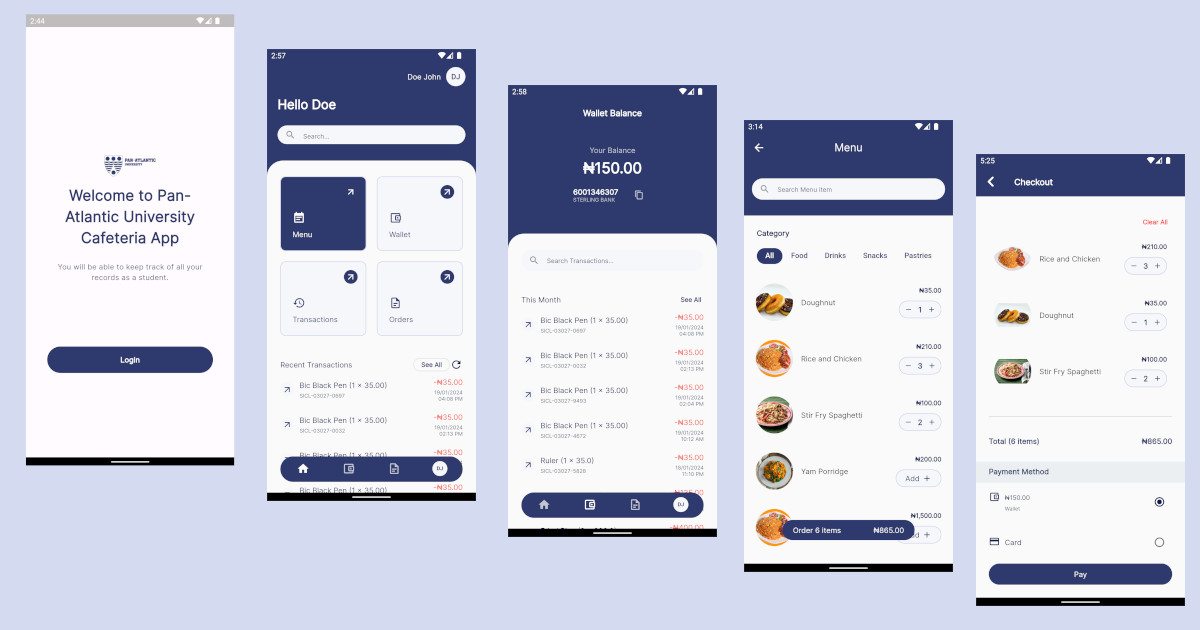 2:44
PAN-ATLANTIC
UNIVERSITY
Welcome to Pan-
Atlantic University
Cafeteria App
You will be able to keep track of all your
records as a student.
Login
2:57
Doe John DJ
Hello Doe
Search...
Menu
Wallet
Transactions
Orders
Recent Transactions See All
Bic Black Pen (1 × 35.00) -₦35.00
SICL-03027-0697 19/01/2024
04:08 PM
Bic Black Pen (1 × 35.00) -₦35.00
SICL-03027-0032 19/01/2024
02:13 PM
Bic Black Pen (1 × 35.00) -₦35.00
DJ
Bic Black Pen (1 × 35.00) -₦35.00
2:58
Wallet Balance
Your Balance
₦150.00
6001346307
STERLING BANK
Search Transactions...
This Month See All
Bic Black Pen (1 × 35.00) -₦35.00
SICL-03027-0697 19/01/2024
04:08 PM
Bic Black Pen (1 × 35.00) -₦35.00
SICL-03027-0032 19/01/2024
02:13 PM
Bic Black Pen (1 × 35.00) -₦35.00
SICL-03027-9493 19/01/2024
02:04 PM
Bic Black Pen (1 × 35.00) -₦35.00
SICL-03027-4672 19/01/2024
10:12 AM
Ruler (1 × 35.0) -₦35.00
SICL-03027-5828 18/01/2024
11:19 PM
DJ
3:14
Menu
Search Menu item
Category
All Food Drinks Snacks Pastries
₦35.00
Doughnut
− 1 +
₦210.00
Rice and Chicken
− 3 +
₦100.00
Stir Fry Spaghetti
− 2 +
₦200.00
Yam Porridge
Add +
₦1,500.00
Order 6 items ₦865.00
5:25
Checkout
Clear All
₦210.00
Rice and Chicken
− 3 +
₦35.00
Doughnut
− 1 +
₦100.00
Stir Fry Spaghetti
− 2 +
Total (6 items) ₦865.00
Payment Method
₦150.00
Wallet
Card
Pay